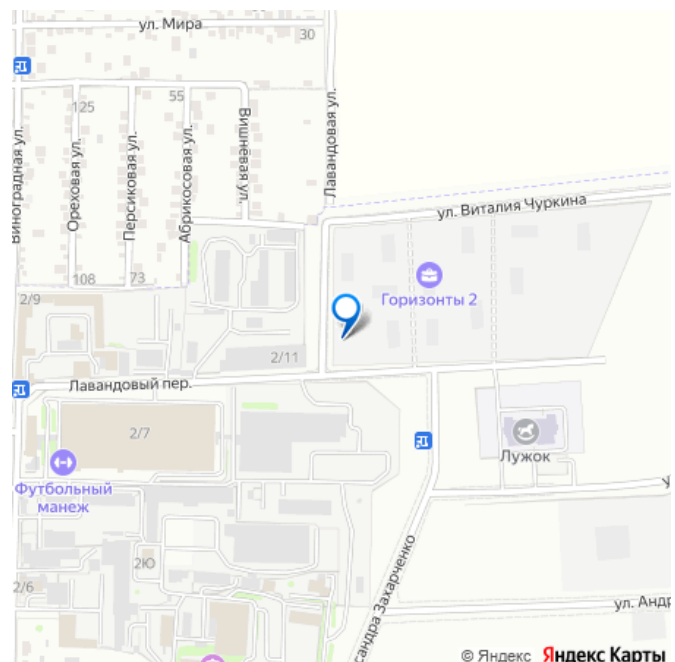 ул. Мира
30
125
55
Виноградная ул.
Ореховая ул.
Персиковая ул.
Абрикосовая ул.
Вишнёвая ул.
Лавандовая ул.
ул. Виталия Чуркина
108
73
2/9
Горизонты 2
2/11
Лавандовый пер.
2/7
Лужок
Футбольный
манеж
2Ю
2/6
сандра Захарченко
ул. Андр
© Яндекс Яндекс Карты